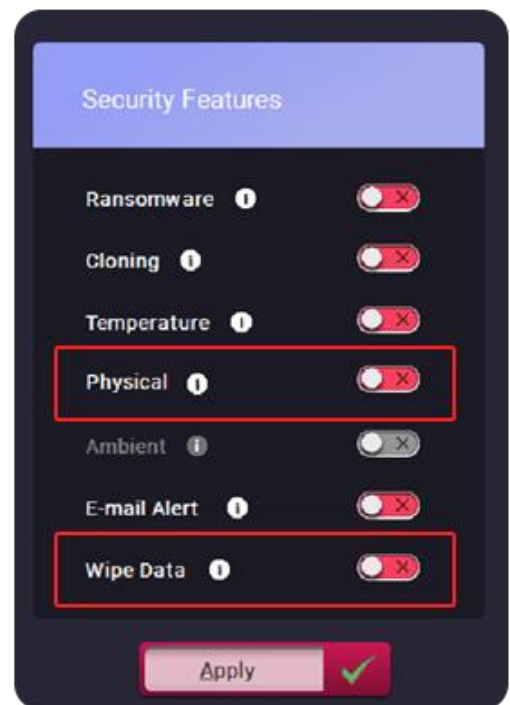 Security Features
Ransomware
Cloning
Temperature
Physical
Ambient
E-mail Alert
Wipe Data
Apply